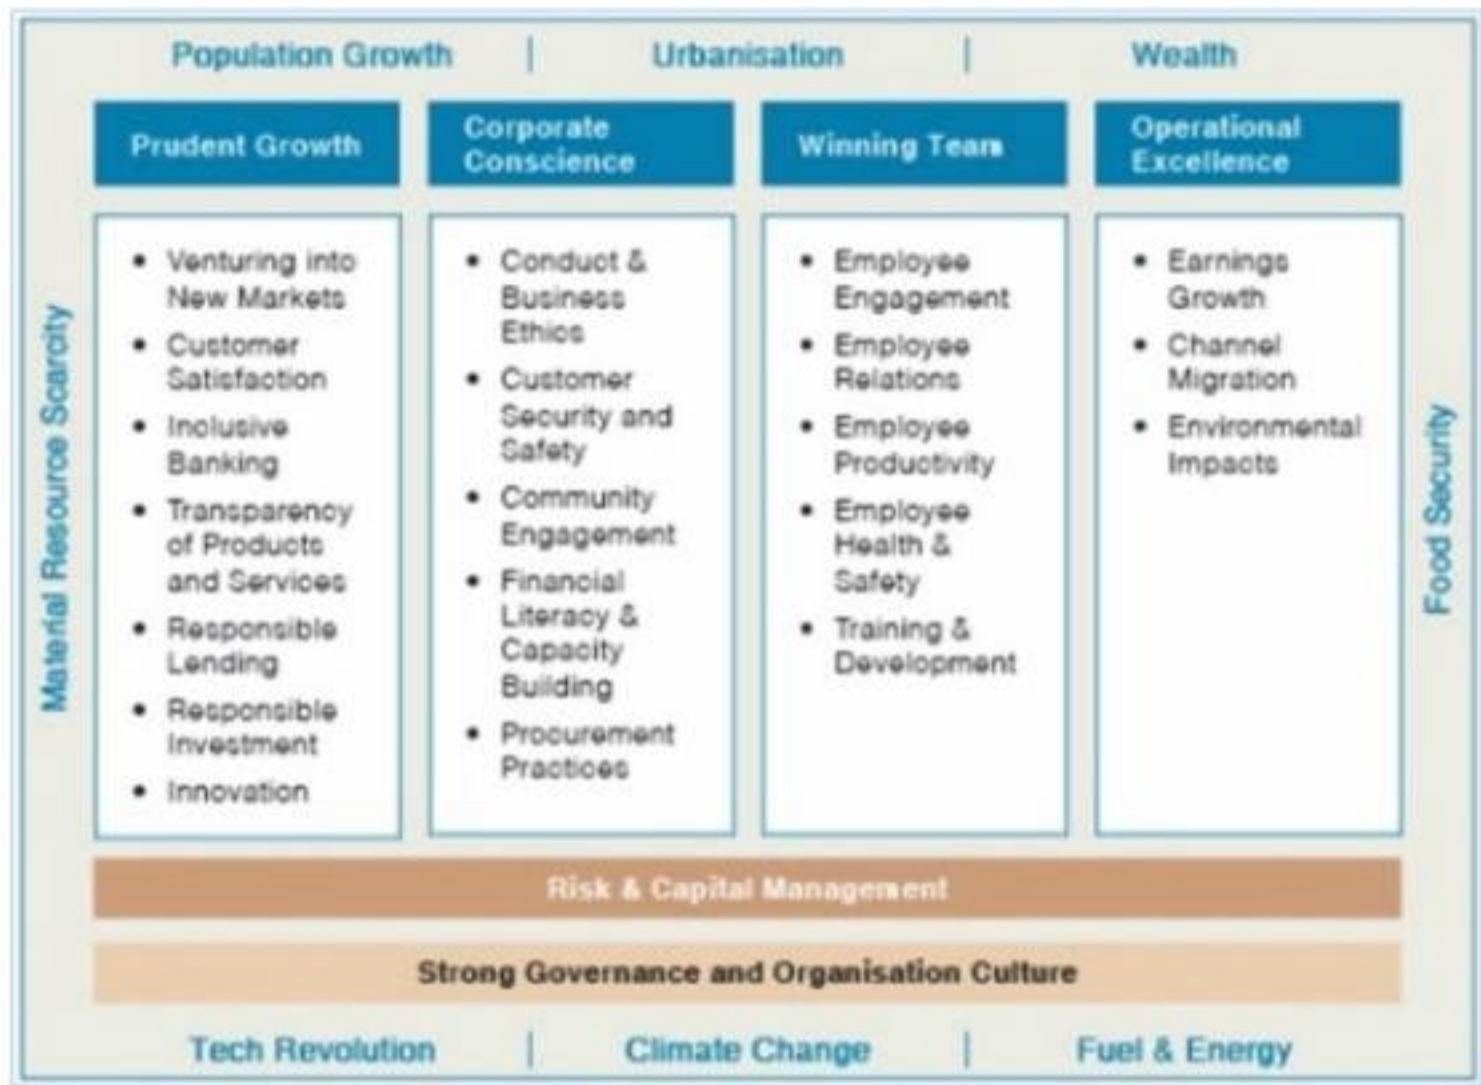 Population Growth | Urbanisation | Wealth
Material Resource Scarcity
Prudent Growth
• Venturing into
New Markets
• Customer
Satisfaction
• Inclusive
Banking
• Transparency
of Products
and Services
• Responsible
Lending
• Responsible
Investment
• Innovation
Corporate
Conscience
• Conduct &
Business
Ethics
• Customer
Security and
Safety
• Community
Engagement
• Financial
Literacy &
Capacity
Building
• Procurement
Practices
Winning Team
• Employee
Engagement
• Employee
Relations
• Employee
Productivity
• Employee
Health &
Safety
• Training &
Development
Operational
Excellence
• Earnings
Growth
• Channel
Migration
• Environmental
Impacts
Food Security
Risk & Capital Management
Strong Governance and Organisation Culture
Tech Revolution | Climate Change | Fuel & Energy